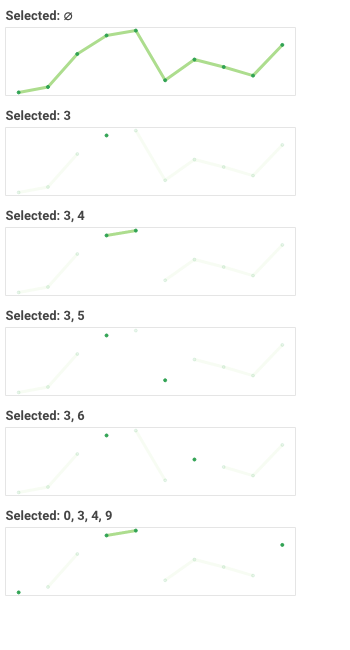 Selected: ∅
Selected: 3
Selected: 3, 4
Selected: 3, 5
Selected: 3, 6
Selected: 0, 3, 4, 9